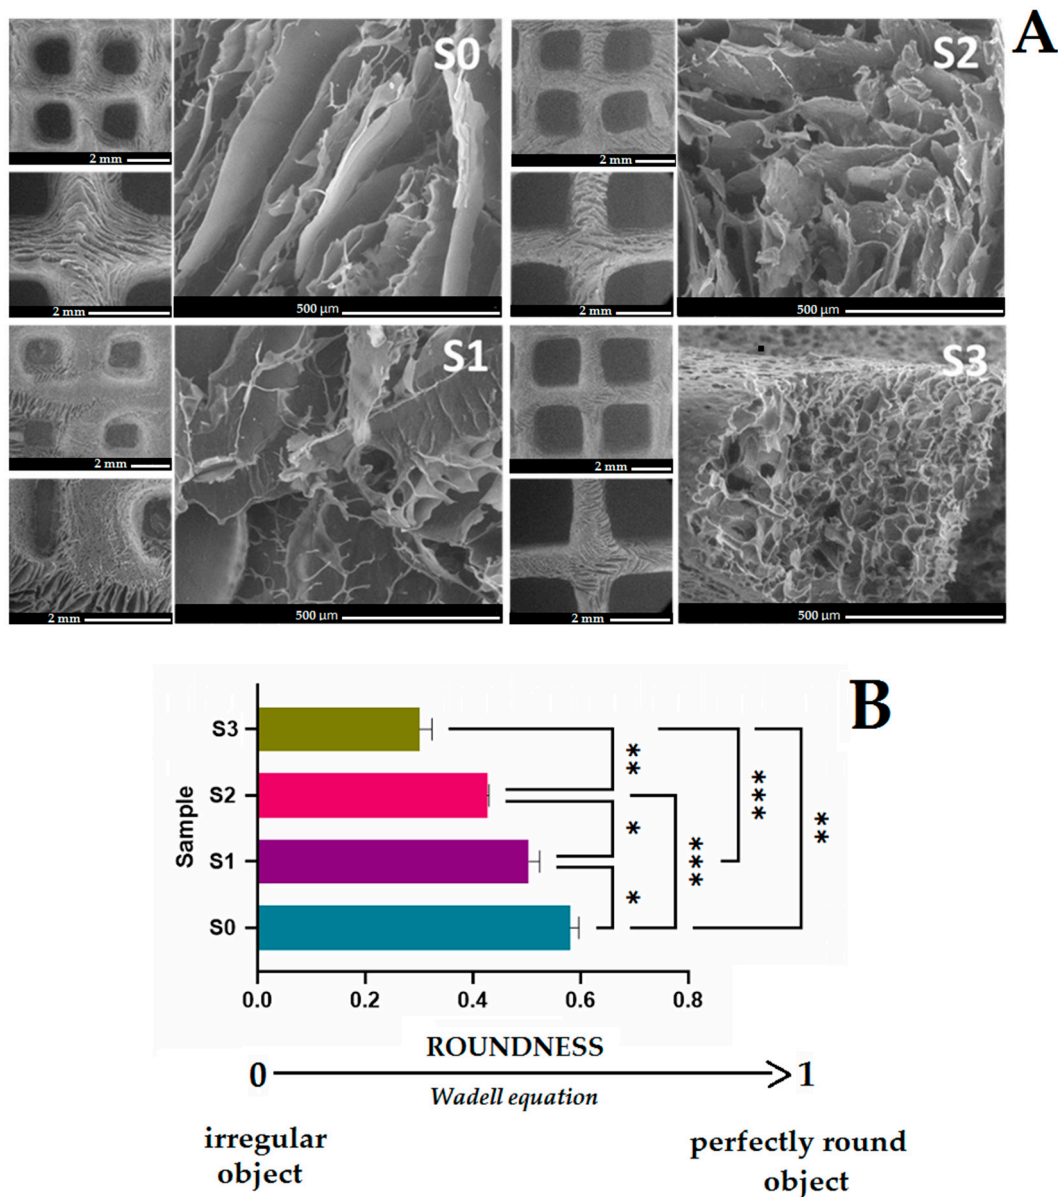 A
S0
2 mm
2 mm
500 µm
S2
2 mm
2 mm
500 µm
S1
2 mm
2 mm
500 µm
S3
2 mm
2 mm
500 µm
B
Sample
S3
S2
S1
S0
**
*
*
***
***
**
0.0 0.2 0.4 0.6 0.8
ROUNDNESS
0 1
Wadell equation
irregular
object
perfectly round
object